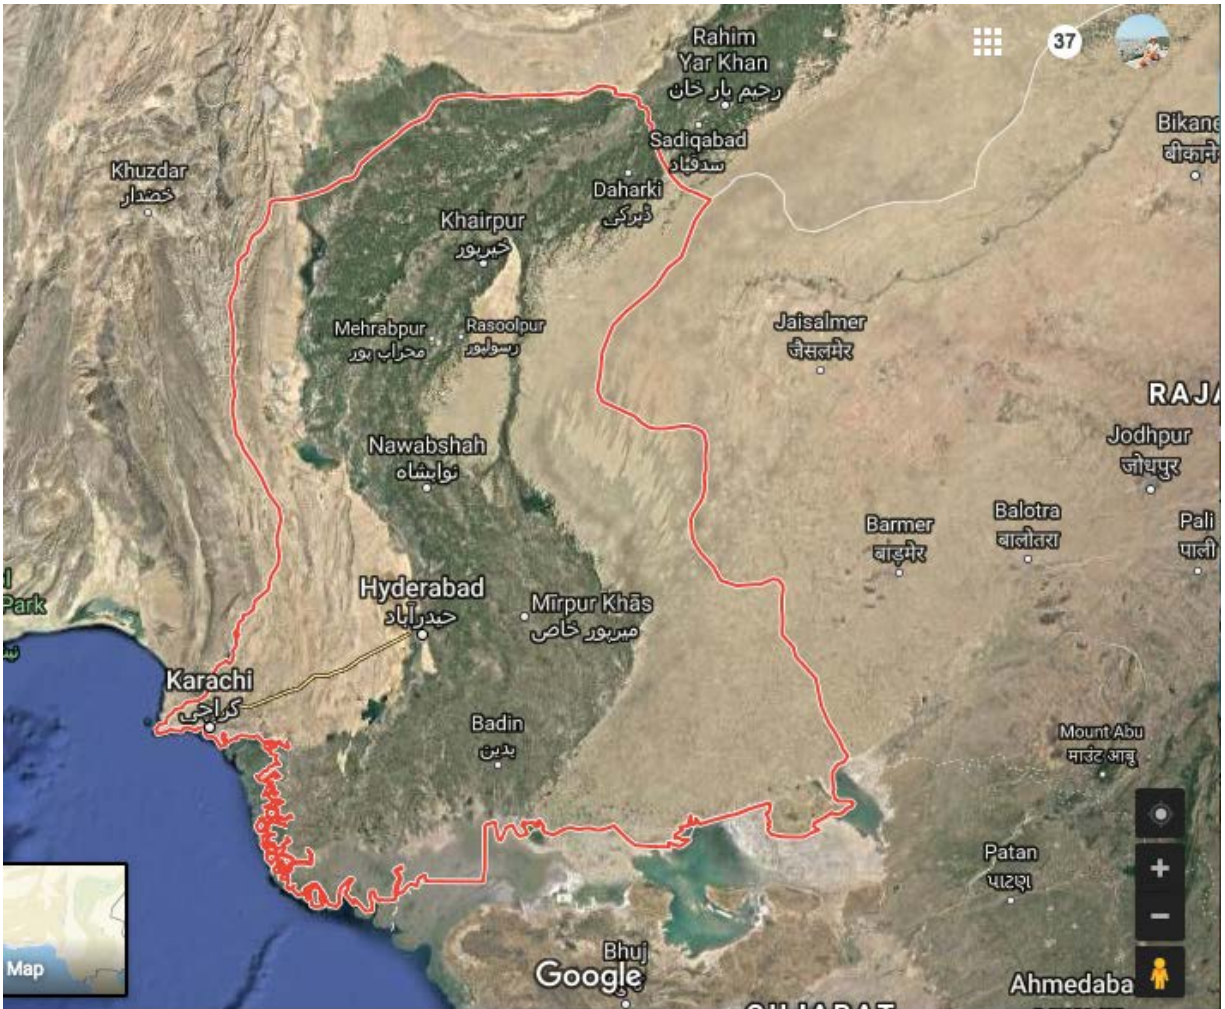 Rahim
Yar Khan
رحیم یار خان
37
Bikane
बीकाने
Sadiqabad
صدقباد
Khuzdar
خضدار
Daharki
ڈہرکی
Khairpur
خیرپور
Mehrabpur
محراب پور
Rasoolpur
رسولپور
Jaisalmer
जैसलमेर
RAJA
Jodhpur
जोधपुर
Nawabshah
نوابشاہ
Barmer
बाड़मेर
Balotra
बालोतरा
Pali
पाली
Park
Hyderabad
حیدرآباد
Mīrpur Khās
میرپور خاص
Karachi
کراچی
Badin
بدین
Mount Abu
माउंट आबू
Patan
પાટણ
Map
Bhuj
Google
Ahmedaba